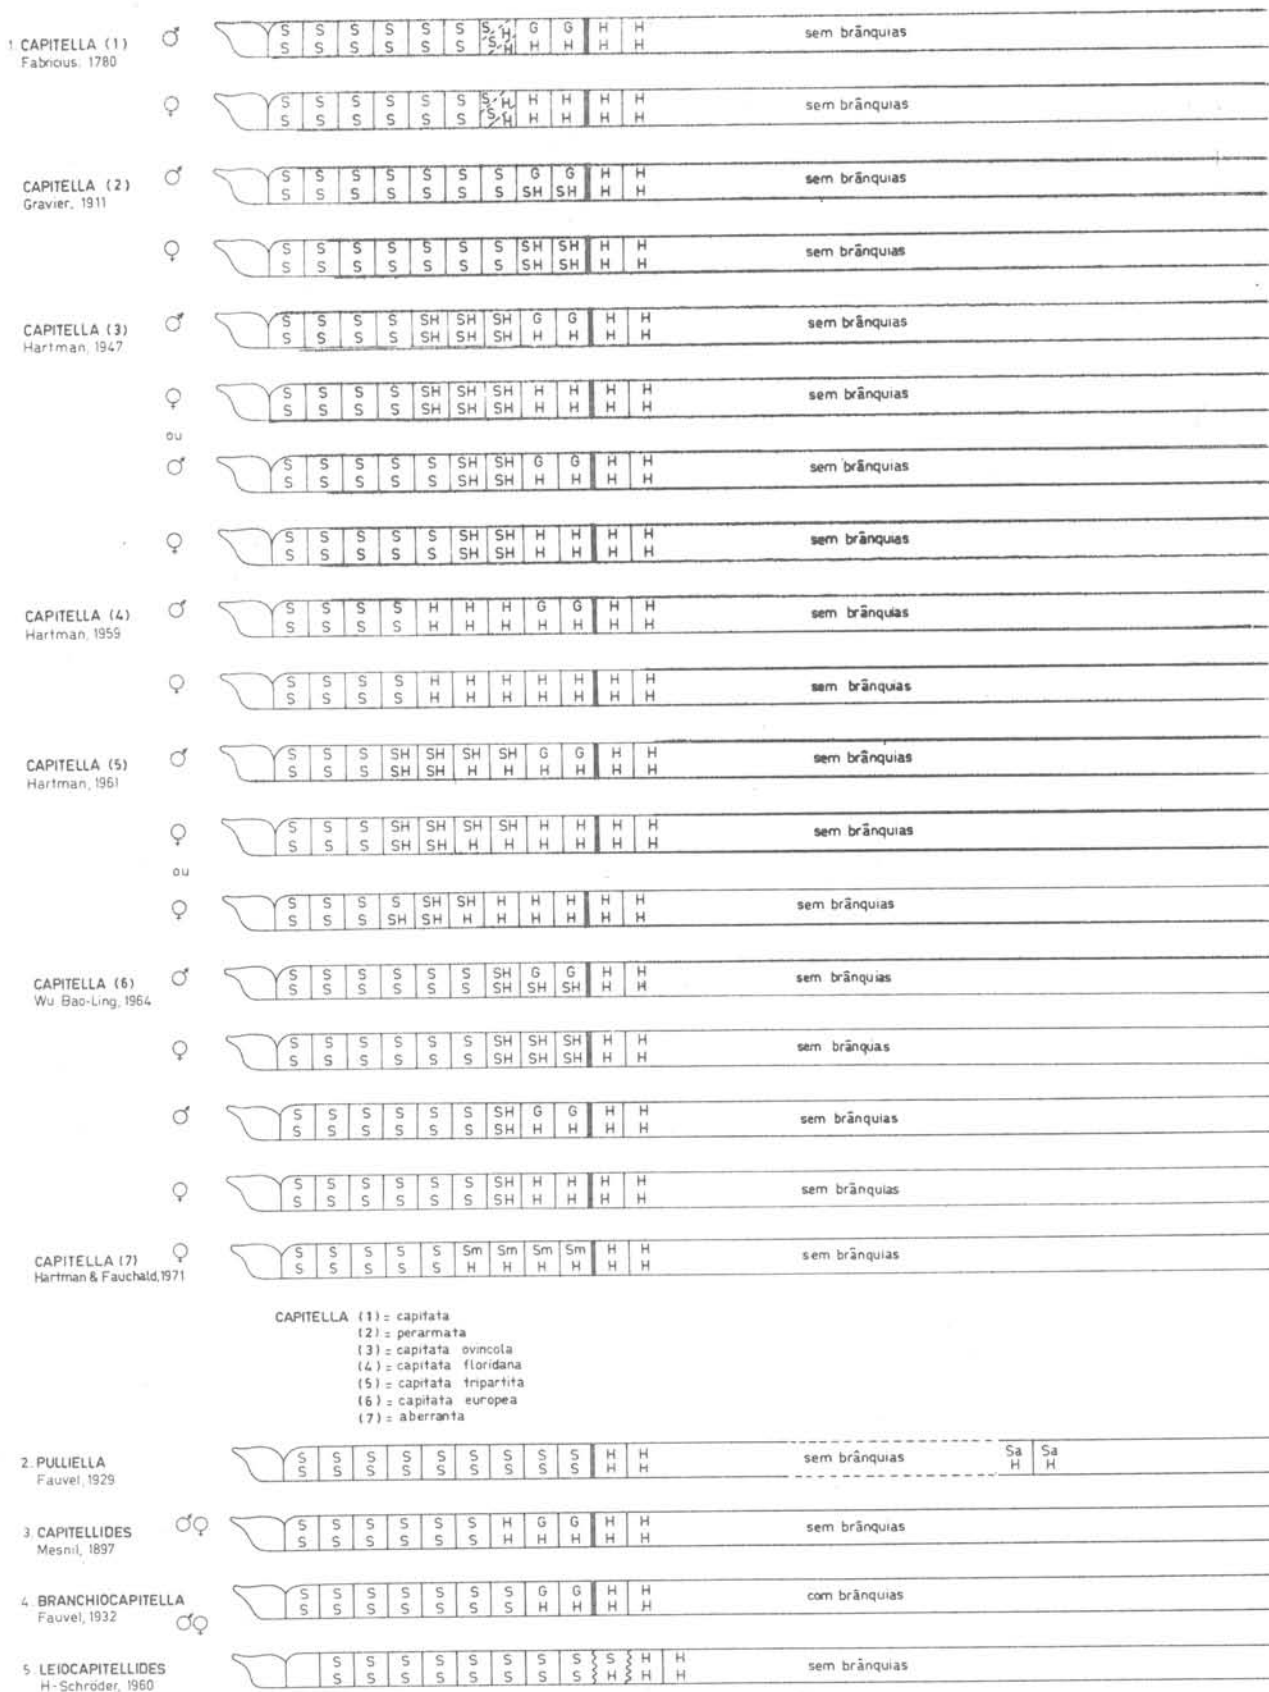 1. CAPITELLA (1) ♂ S S S S S S S H G G H H sem brânquias
Fabricius, 1780 S S S S S S S H H H H H
♀ S S S S S S S H H H H H sem brânquias
S S S S S S S H H H H H
CAPITELLA (2) ♂ S S S S S S S G G H H sem brânquias
Gravier, 1911 S S S S S S S SH SH H H
♀ S S S S S S S SH SH H H sem brânquias
S S S S S S S SH SH H H
CAPITELLA (3) ♂ S S S S SH SH SH G G H H sem brânquias
Hartman, 1947 S S S S SH SH SH H H H H
♀ S S S S SH SH SH H H H H sem brânquias
S S S S SH SH SH H H H H
ou
♂ S S S S S SH SH G G H H sem brânquias
S S S S S SH SH H H H H
♀ S S S S S SH SH H H H H sem brânquias
S S S S S SH SH H H H H
CAPITELLA (4) ♂ S S S S H H H G G H H sem brânquias
Hartman, 1959 S S S S H H H H H H H
♀ S S S S H H H H H H H sem brânquias
S S S S H H H H H H H
CAPITELLA (5) ♂ S S S SH SH SH SH G G H H sem brânquias
Hartman, 1961 S S S SH SH H H H H H H
♀ S S S SH SH SH SH H H H H sem brânquias
S S S SH SH H H H H H H
ou
♀ S S S S SH SH H H H H H sem brânquias
S S S SH SH H H H H H H
CAPITELLA (6) ♂ S S S S S S SH G G H H sem brânquias
Wu Bao-Ling, 1964 S S S S S S SH SH SH H H
♀ S S S S S S SH SH SH H H sem brânquas
S S S S S S SH SH SH H H
♂ S S S S S S SH G G H H sem brânquias
S S S S S S SH H H H H
♀ S S S S S S SH H H H H sem brânquias
S S S S S S SH H H H H
CAPITELLA (7) ♀ S S S S S Sm Sm Sm Sm H H sem brânquias
Hartman & Fauchald, 1971 S S S S S H H H H H H
CAPITELLA (1) = capitata
(2) = perarmata
(3) = capitata ovincola
(4) = capitata floridana
(5) = capitata tripartita
(6) = capitata europea
(7) = aberranta
2. PULLIELLA S S S S S S S S S H H sem brânquias Sa Sa
Fauvel, 1929 S S S S S S S S S H H H H
3. CAPITELLIDES ♂♀ S S S S S S H G G H H sem brânquias
Mesnil, 1897 S S S S S S H H H H H
4. BRANCHIOCAPITELLA S S S S S S S G G H H com brânquias
Fauvel, 1932 ♂♀ S S S S S S S H H H H
5. LEIOCAPITELLIDES S S S S S S S S S H H sem brânquias
H-Schröder, 1960 S S S S S S S S H H H